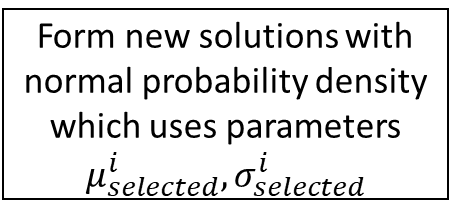 Form new solutions with
normal probability density
which uses parameters
μ^i_selected, σ^i_selected